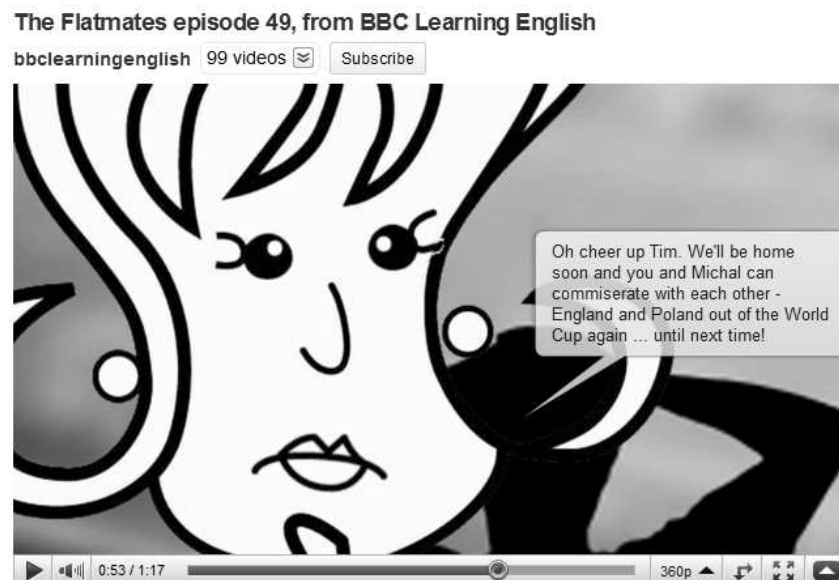 The Flatmates episode 49, from BBC Learning English
bbclearningenglish 99 videos Subscribe
Oh cheer up Tim. We'll be home
soon and you and Michal can
commiserate with each other -
England and Poland out of the World
Cup again ... until next time!
0:53 / 1:17 360p